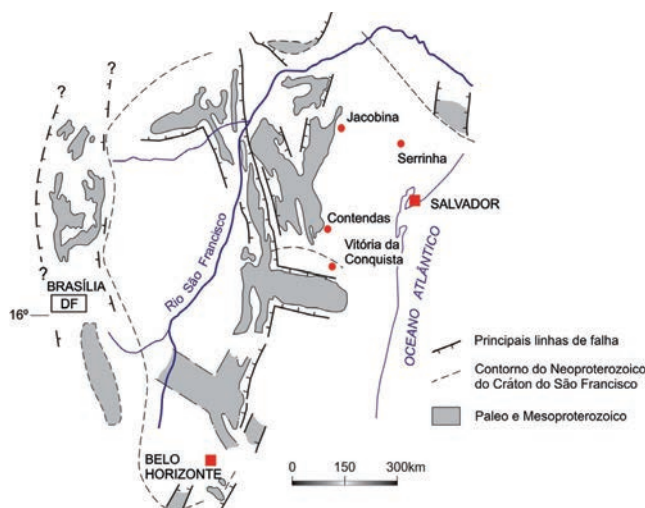 ?
?
Jacobina
Serrinha
SALVADOR
Contendas
Vitória da
Conquista
Rio São Francisco
OCEANO ATLÂNTICO
?
BRASÍLIA
DF
16º
Principais linhas de falha
Contorno do Neoproterozoico
do Cráton do São Francisco
Paleo e Mesoproterozoico
BELO
HORIZONTE
0 150 300km